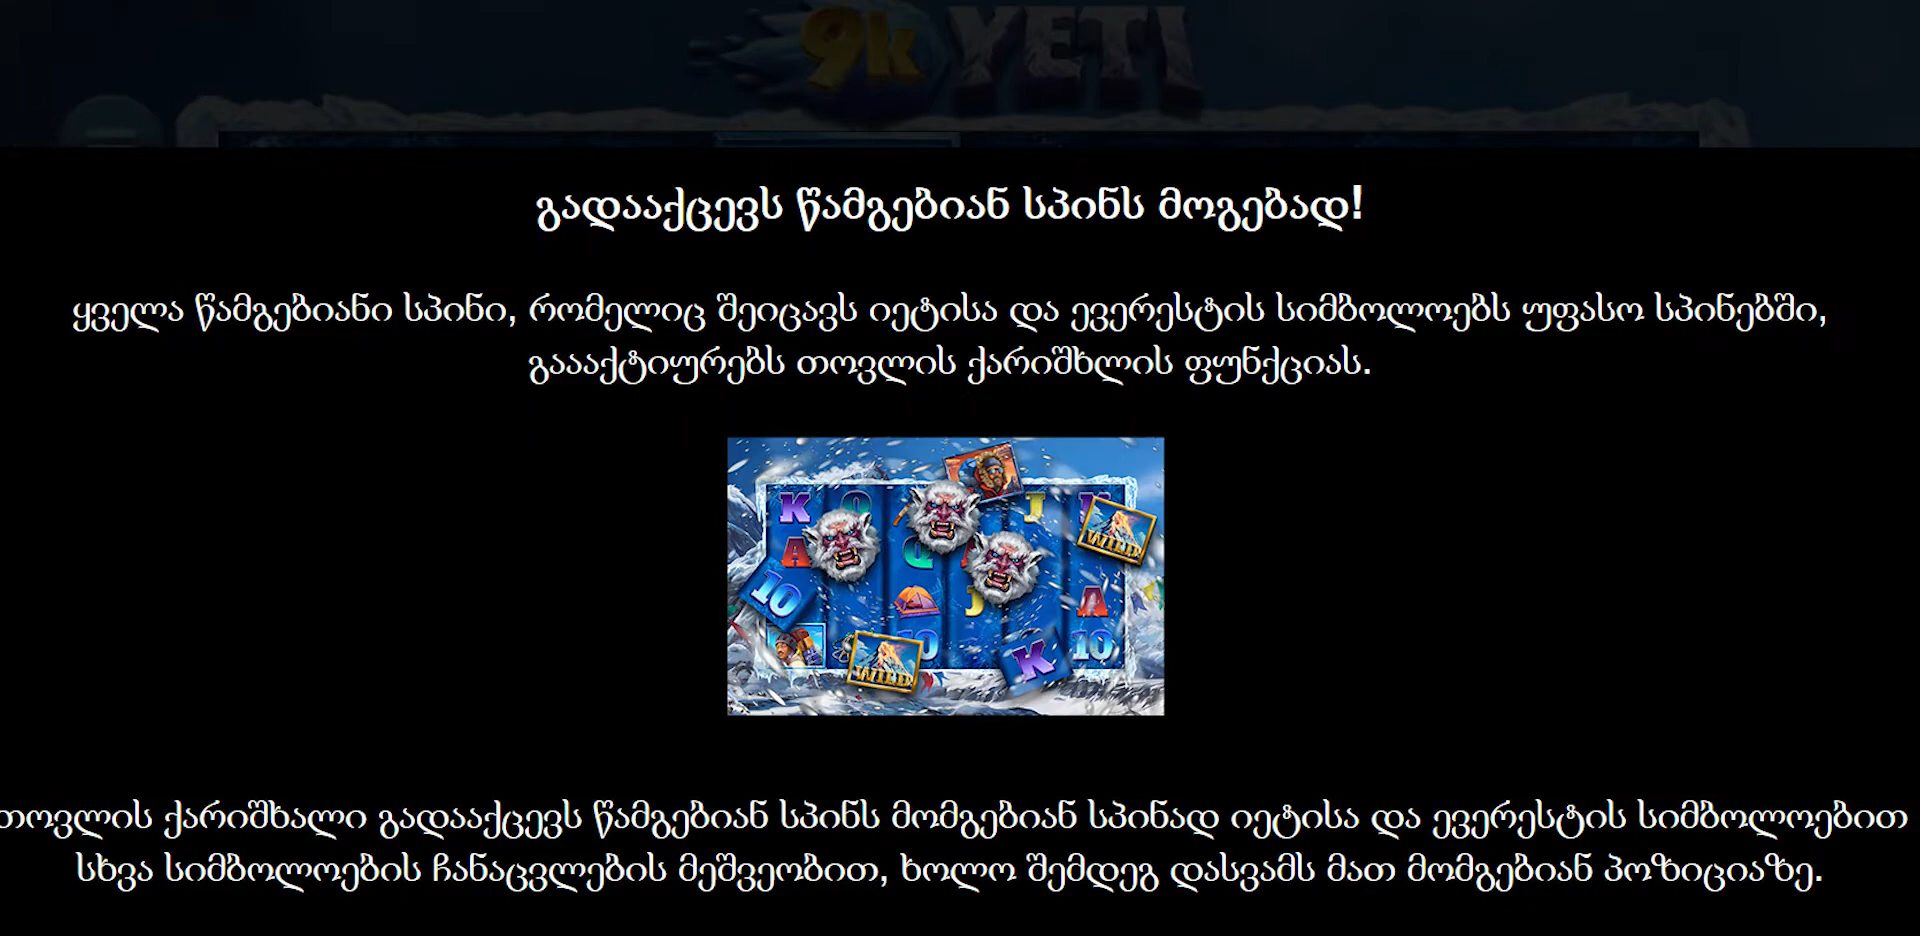 9k YETI
გადააქცევს წამგებიან სპინს მოგებად!
ყველა წამგებიანი სპინი, რომელიც შეიცავს იეტისა და ევერესტის სიმბოლოებს უფასო სპინებში,
გაააქტიურებს თოვლის ქარიშხლის ფუნქციას.
K Q J K
A Q WILD
10 J A
10 10
WILD K
თოვლის ქარიშხალი გადააქცევს წამგებიან სპინს მომგებიან სპინად იეტისა და ევერესტის სიმბოლოებით
სხვა სიმბოლოების ჩანაცვლების მეშვეობით, ხოლო შემდეგ დასვამს მათ მომგებიან პოზიციაზე.